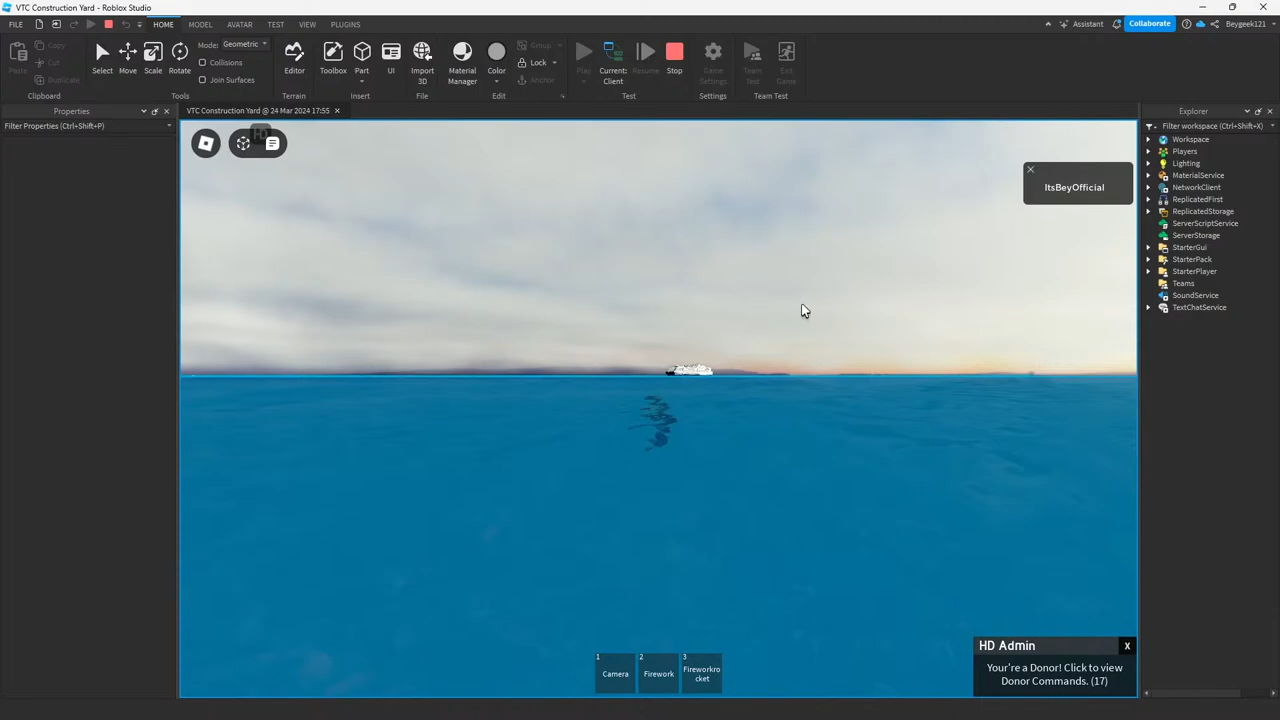 VTC Construction Yard - Roblox Studio
FILE HOME MODEL AVATAR TEST VIEW PLUGINS Assistant Collaborate Beygeek121
Paste Copy Cut Duplicate
Select Move Scale Rotate
Mode: Geometric
Collisions
Join Surfaces
Editor Toolbox Part UI Import 3D Material Manager Color Group Lock Anchor Play Current: Client Resume Stop Game Settings Team Test Exit Game
Clipboard Tools Terrain Insert File Edit Test Settings Team Test
Properties
Filter Properties (Ctrl+Shift+P)
VTC Construction Yard @ 24 Mar 2024 17:55
HD
ItsBeyOfficial
Explorer
Filter workspace (Ctrl+Shift+X)
Workspace
Players
Lighting
MaterialService
NetworkClient
ReplicatedFirst
ReplicatedStorage
ServerScriptService
ServerStorage
StarterGui
StarterPack
StarterPlayer
Teams
SoundService
TextChatService
1 Camera
2 Firework
3 Fireworkro
cket
HD Admin X
You're a Donor! Click to view
Donor Commands. (17)